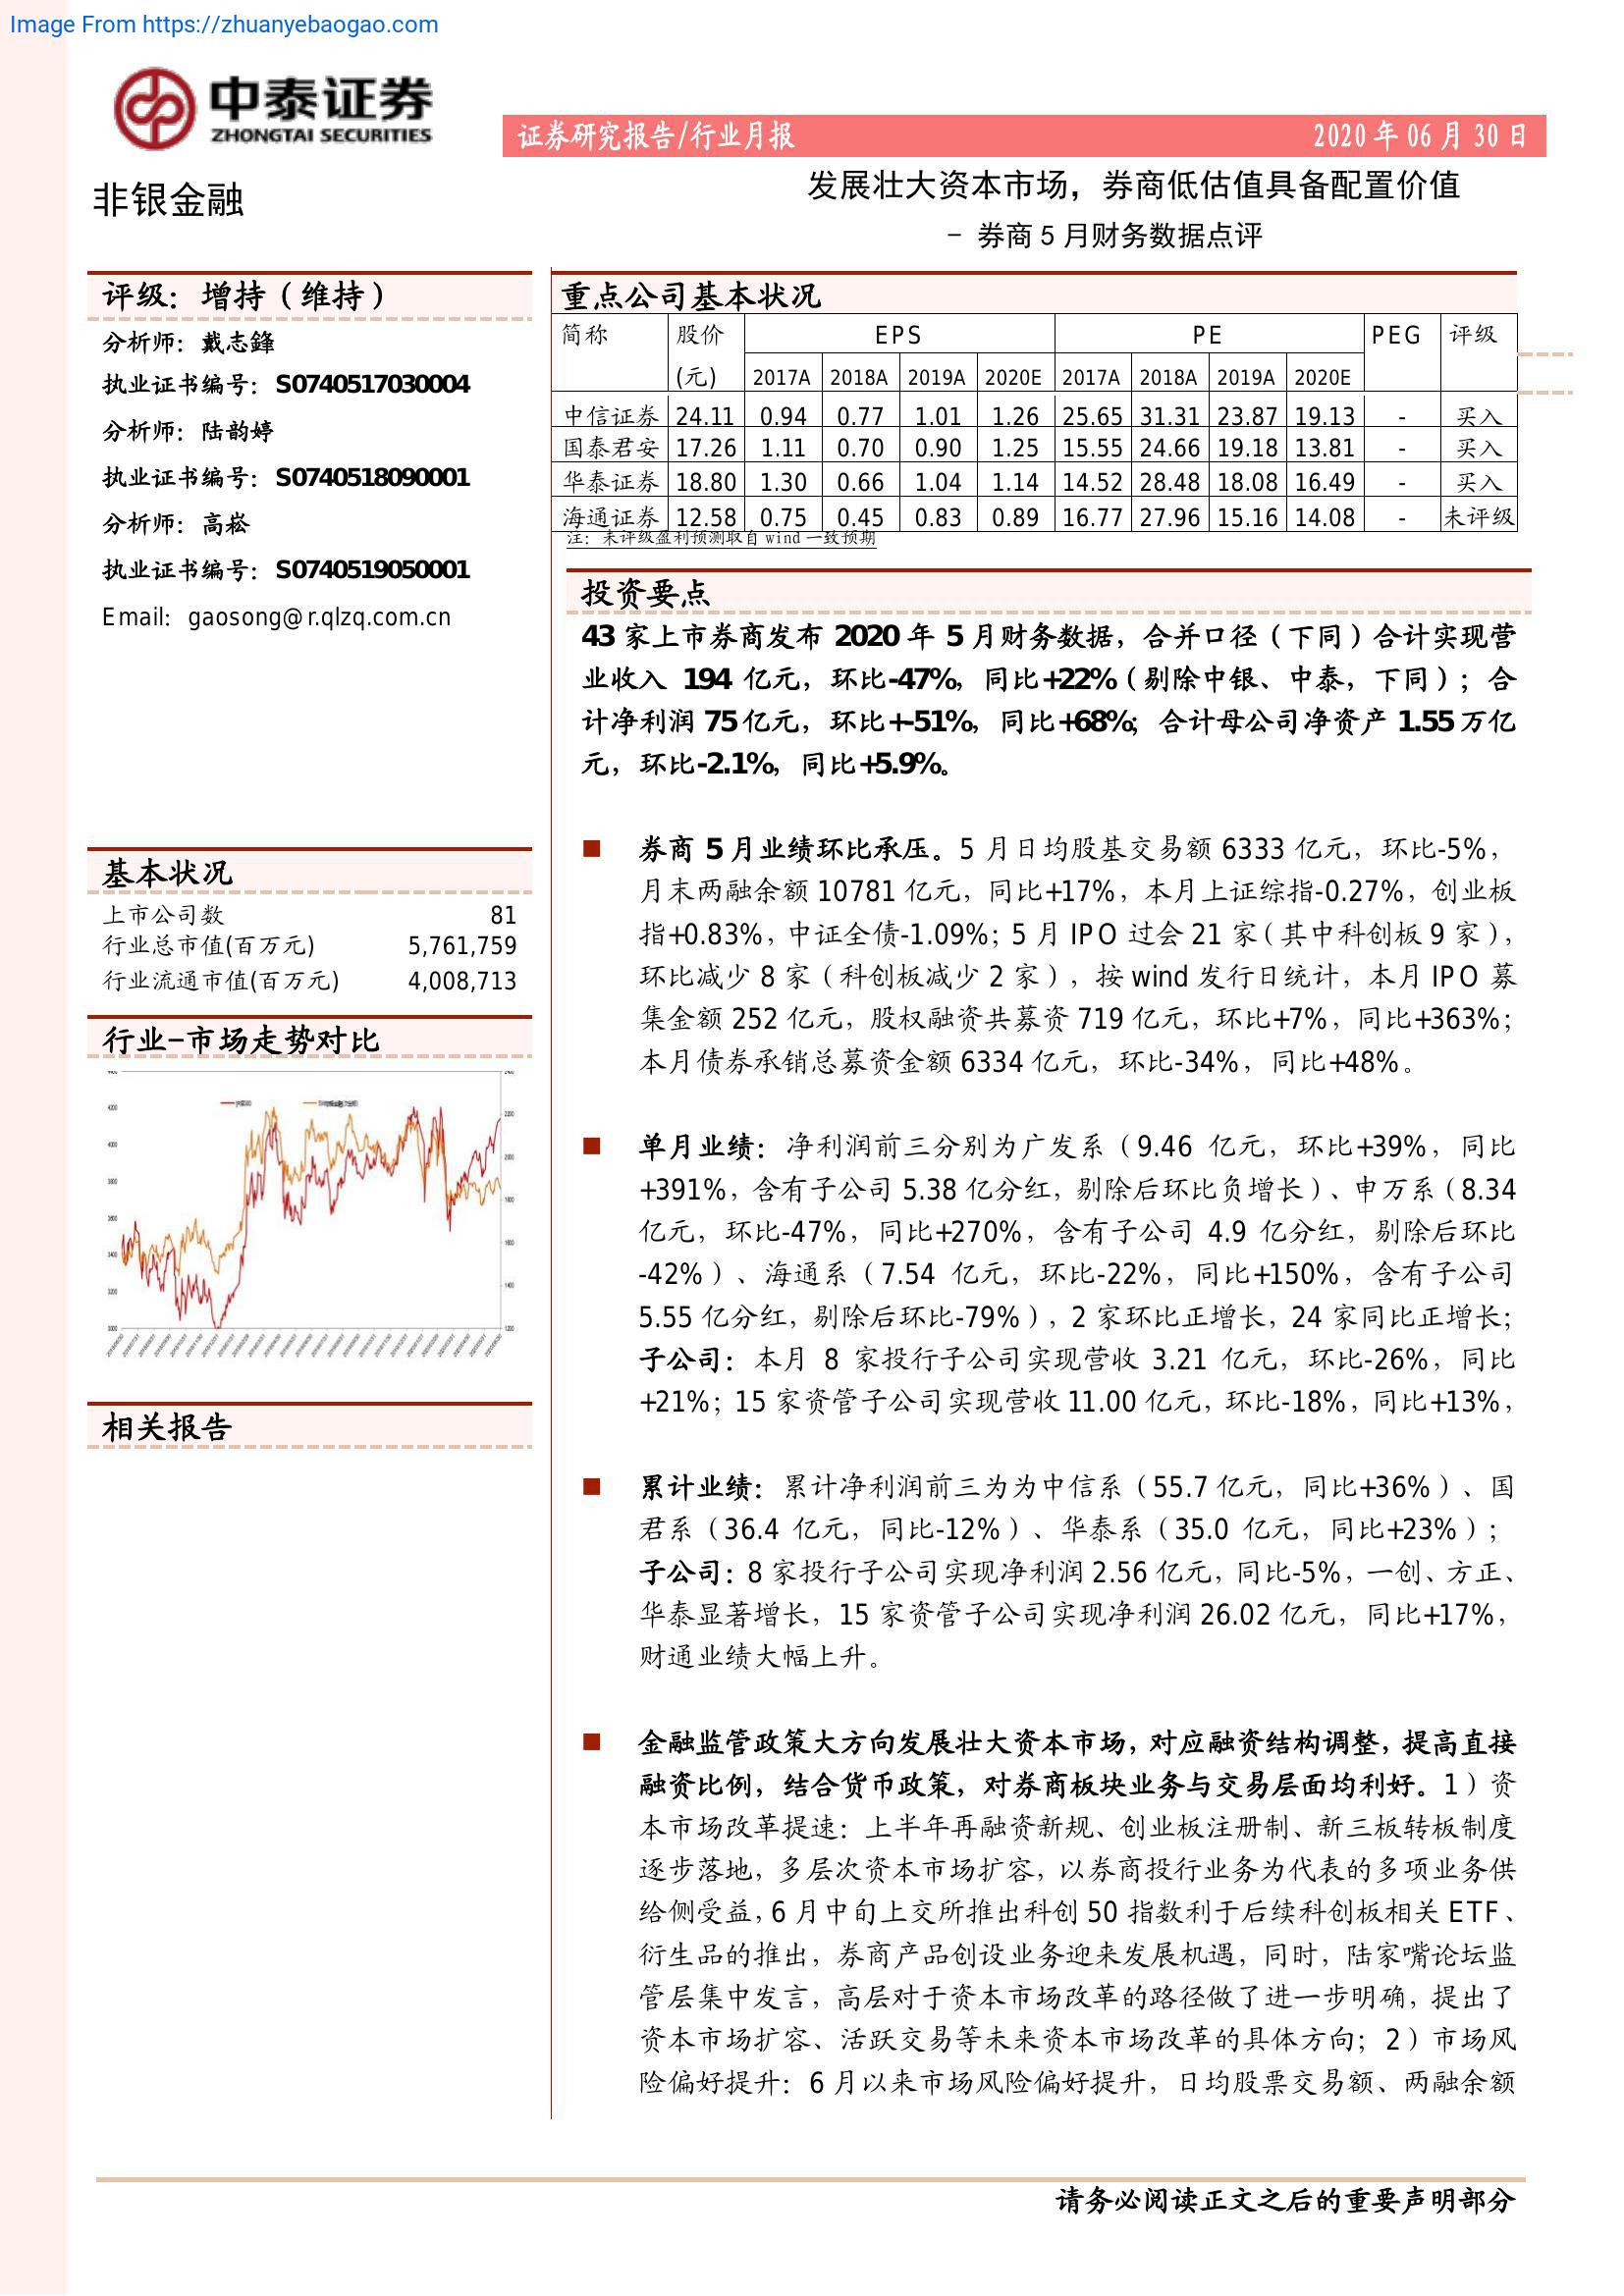 Image From https://zhuanyebaogao.com
中泰证券
ZHONGTAI SECURITIES
证券研究报告/行业月报 2020 年 06 月 30 日
非银金融
发展壮大资本市场，券商低估值具备配置价值
- 券商 5 月财务数据点评
评级：增持（维持）
分析师：戴志鋒
执业证书编号：S0740517030004
分析师：陆韵婷
执业证书编号：S0740518090001
分析师：高崧
执业证书编号：S0740519050001
Email：gaosong@r.qlzq.com.cn
基本状况
上市公司数 81
行业总市值(百万元) 5,761,759
行业流通市值(百万元) 4,008,713
行业-市场走势对比
相关报告
重点公司基本状况
简称 股价 EPS PE PEG 评级
(元) 2017A 2018A 2019A 2020E 2017A 2018A 2019A 2020E
中信证券 24.11 0.94 0.77 1.01 1.26 25.65 31.31 23.87 19.13 - 买入
国泰君安 17.26 1.11 0.70 0.90 1.25 15.55 24.66 19.18 13.81 - 买入
华泰证券 18.80 1.30 0.66 1.04 1.14 14.52 28.48 18.08 16.49 - 买入
海通证券 12.58 0.75 0.45 0.83 0.89 16.77 27.96 15.16 14.08 - 未评级
注：未评级盈利预测取自 wind 一致预期
投资要点
43 家上市券商发布 2020 年 5 月财务数据，合并口径（下同）合计实现营
业收入 194 亿元，环比-47%，同比+22%（剔除中银、中泰，下同）；合
计净利润 75 亿元，环比+-51%，同比+68%；合计母公司净资产 1.55 万亿
元，环比-2.1%，同比+5.9%。
■ 券商 5 月业绩环比承压。5 月日均股基交易额 6333 亿元，环比-5%，
月末两融余额 10781 亿元，同比+17%，本月上证综指-0.27%，创业板
指+0.83%，中证全债-1.09%；5 月 IPO 过会 21 家（其中科创板 9 家），
环比减少 8 家（科创板减少 2 家），按 wind 发行日统计，本月 IPO 募
集金额 252 亿元，股权融资共募资 719 亿元，环比+7%，同比+363%；
本月债券承销总募资金额 6334 亿元，环比-34%，同比+48%。
■ 单月业绩：净利润前三分别为广发系（9.46 亿元，环比+39%，同比
+391%，含有子公司 5.38 亿分红，剔除后环比负增长）、申万系（8.34
亿元，环比-47%，同比+270%，含有子公司 4.9 亿分红，剔除后环比
-42%）、海通系（7.54 亿元，环比-22%，同比+150%，含有子公司
5.55 亿分红，剔除后环比-79%），2 家环比正增长，24 家同比正增长；
子公司：本月 8 家投行子公司实现营收 3.21 亿元，环比-26%，同比
+21%；15 家资管子公司实现营收 11.00 亿元，环比-18%，同比+13%，
■ 累计业绩：累计净利润前三为为中信系（55.7 亿元，同比+36%）、国
君系（36.4 亿元，同比-12%）、华泰系（35.0 亿元，同比+23%）；
子公司：8 家投行子公司实现净利润 2.56 亿元，同比-5%，一创、方正、
华泰显著增长，15 家资管子公司实现净利润 26.02 亿元，同比+17%，
财通业绩大幅上升。
■ 金融监管政策大方向发展壮大资本市场，对应融资结构调整，提高直接
融资比例，结合货币政策，对券商板块业务与交易层面均利好。1）资
本市场改革提速：上半年再融资新规、创业板注册制、新三板转板制度
逐步落地，多层次资本市场扩容，以券商投行业务为代表的多项业务供
给侧受益，6 月中旬上交所推出科创 50 指数利于后续科创板相关 ETF、
衍生品的推出，券商产品创设业务迎来发展机遇，同时，陆家嘴论坛监
管层集中发言，高层对于资本市场改革的路径做了进一步明确，提出了
资本市场扩容、活跃交易等未来资本市场改革的具体方向；2）市场风
险偏好提升：6 月以来市场风险偏好提升，日均股票交易额、两融余额
请务必阅读正文之后的重要声明部分